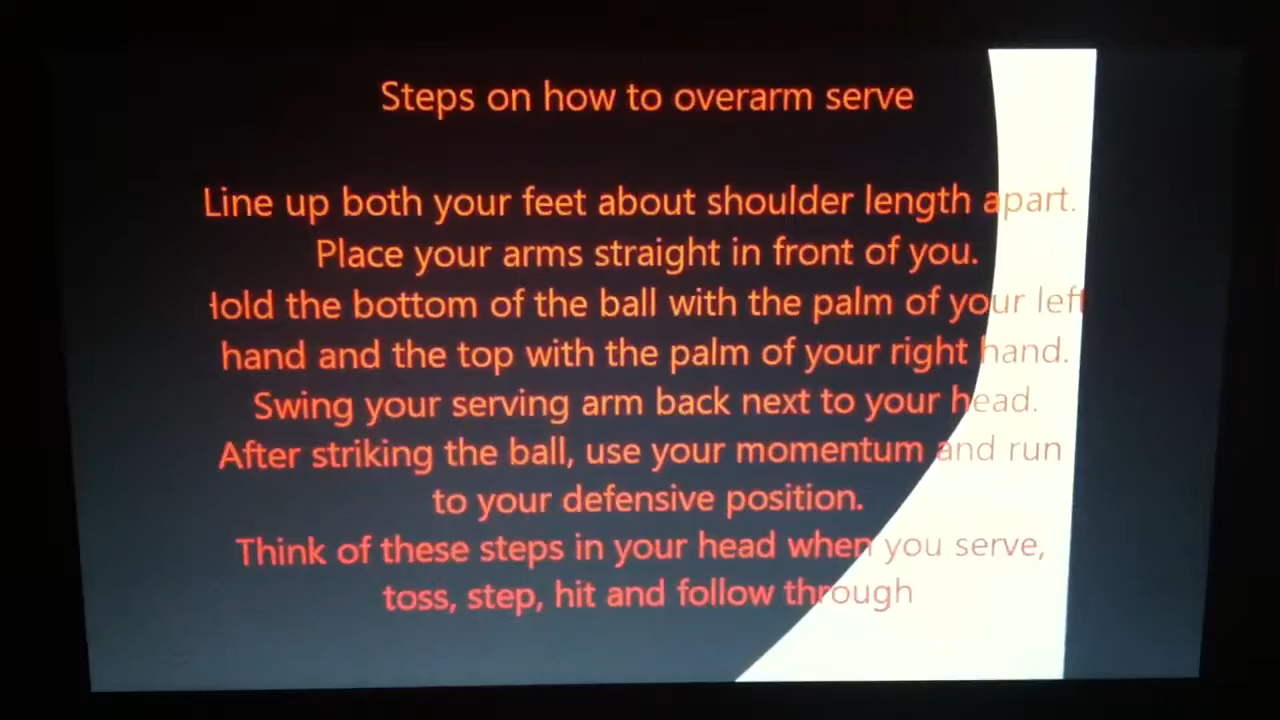 Steps on how to overarm serve
Line up both your feet about shoulder length apart.
Place your arms straight in front of you.
Hold the bottom of the ball with the palm of your left
hand and the top with the palm of your right hand.
Swing your serving arm back next to your head.
After striking the ball, use your momentum and run
to your defensive position.
Think of these steps in your head when you serve,
toss, step, hit and follow through